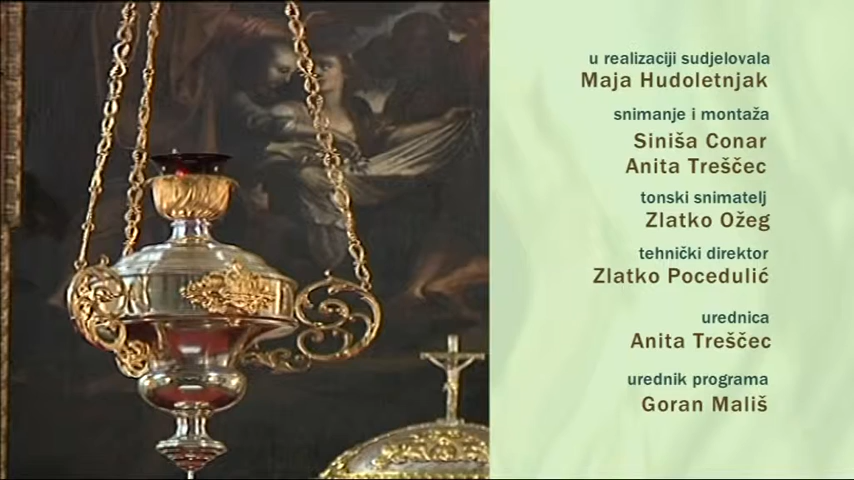 u realizaciji sudjelovala
Maja Hudoletnjak
snimanje i montaža
Siniša Conar
Anita Treščec
tonski snimatelj
Zlatko Ožeg
tehnički direktor
Zlatko Pocedulić
urednica
Anita Treščec
urednik programa
Goran Mališ